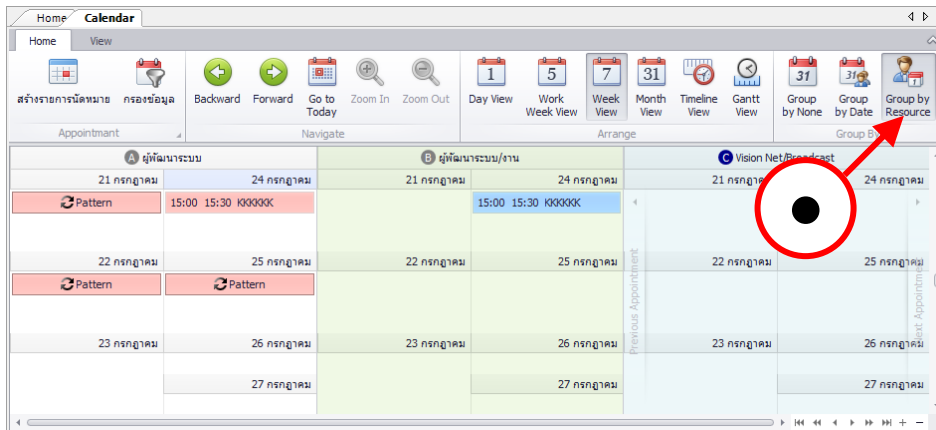 Home Calendar
Home View
สร้างรายการนัดหมาย กรองข้อมูล Backward Forward Go to Today Zoom In Zoom Out Day View Work Week View Week View Month View Timeline View Gantt View Group by None Group by Date Group by Resource
1 5 7 31 31 31
Appointmant Navigate Arrange Group By
A ผู้พัฒนาระบบ B ผู้พัฒนาระบบ/งาน C Vision Net/Broadcast
21 กรกฎาคม 24 กรกฎาคม 21 กรกฎาคม 24 กรกฎาคม 21 กรกฎาคม 24 กรกฎาคม
Pattern 15:00 15:30 KKKKKK 15:00 15:30 KKKKKK
22 กรกฎาคม 25 กรกฎาคม 22 กรกฎาคม 25 กรกฎาคม 22 กรกฎาคม 25 กรกฎาคม
Pattern Pattern
Previous Appointment
Next Appointment
23 กรกฎาคม 26 กรกฎาคม 23 กรกฎาคม 26 กรกฎาคม 23 กรกฎาคม 26 กรกฎาคม
27 กรกฎาคม 27 กรกฎาคม 27 กรกฎาคม